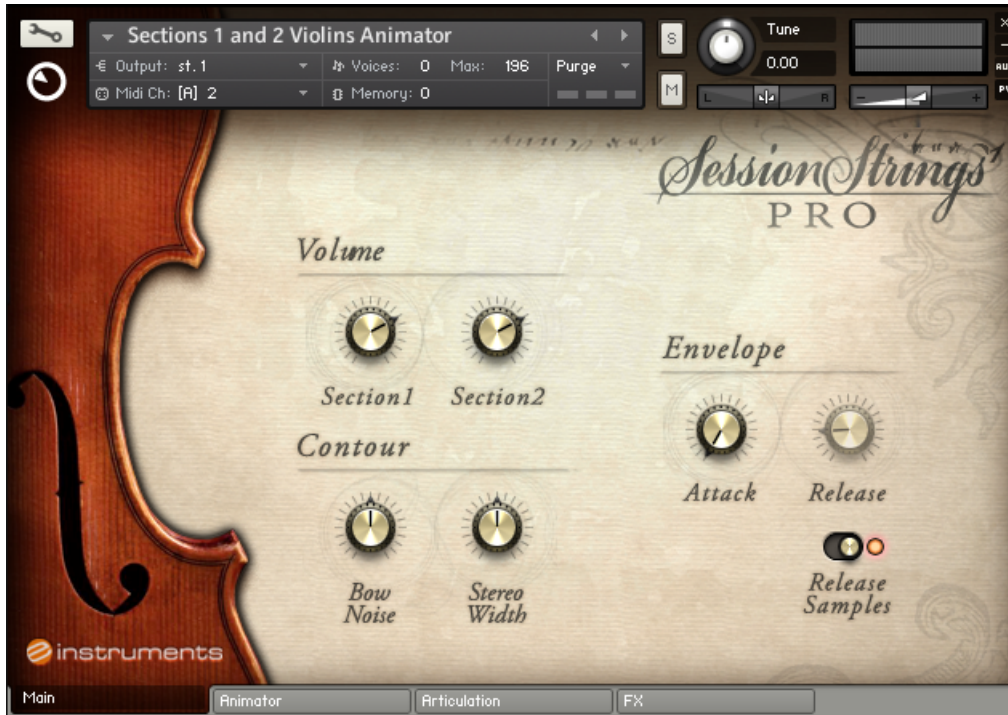 Sections 1 and 2 Violins Animator
S
Tune
Output: st.1
Voices: 0 Max: 196
Purge
0.00
AU
Midi Ch: [A] 2
Memory: 0
M
L
R
-
+
Session Strings
PRO
Volume
Section1
Section2
Envelope
Contour
Attack
Release
Bow
Noise
Stereo
Width
Release
Samples
instruments
Main
Animator
Articulation
FX